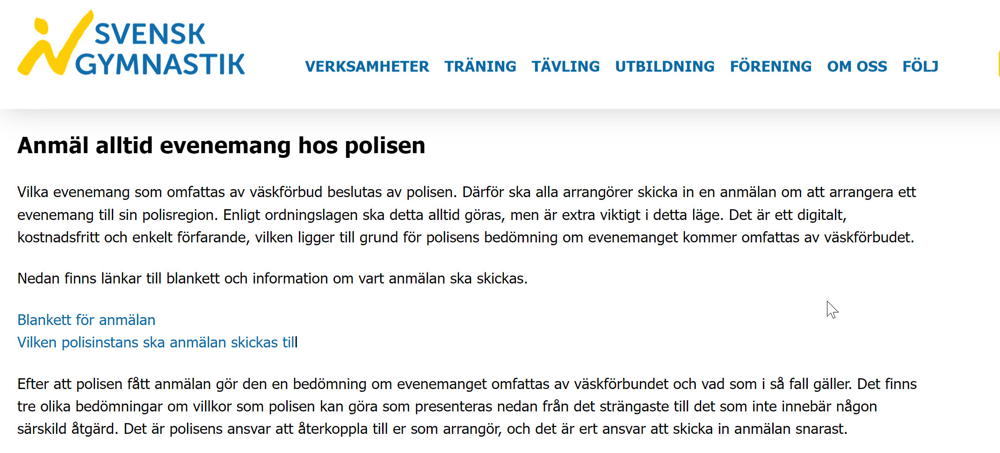 SVENSK
GYMNASTIK
VERKSAMHETER TRÄNING TÄVLING UTBILDNING FÖRENING OM OSS FÖLJ
Anmäl alltid evenemang hos polisen
Vilka evenemang som omfattas av väskförbud beslutas av polisen. Därför ska alla arrangörer skicka in en anmälan om att arrangera ett
evenemang till sin polisregion. Enligt ordningslagen ska detta alltid göras, men är extra viktigt i detta läge. Det är ett digitalt,
kostnadsfritt och enkelt förfarande, vilken ligger till grund för polisens bedömning om evenemanget kommer omfattas av väskförbudet.
Nedan finns länkar till blankett och information om vart anmälan ska skickas.
Blankett för anmälan
Vilken polisinstans ska anmälan skickas till
Efter att polisen fått anmälan gör den en bedömning om evenemanget omfattas av väskförbundet och vad som i så fall gäller. Det finns
tre olika bedömningar om villkor som polisen kan göra som presenteras nedan från det strängaste till det som inte innebär någon
särskild åtgärd. Det är polisens ansvar att återkoppla till er som arrangör, och det är ert ansvar att skicka in anmälan snarast.